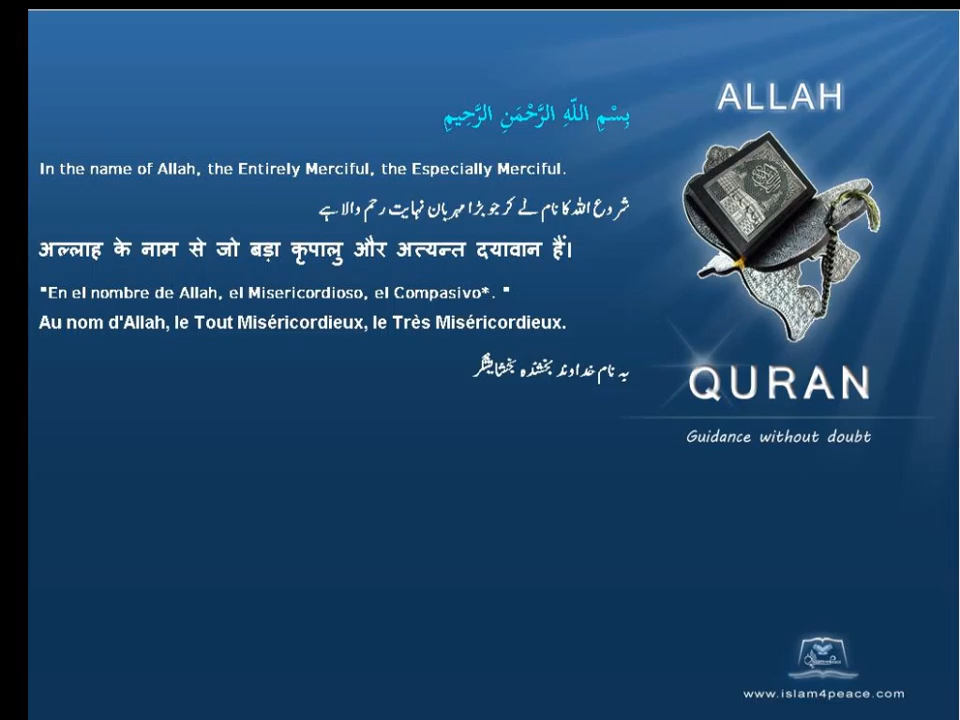 بِسْمِ اللَّهِ الرَّحْمَنِ الرَّحِيمِ
In the name of Allah, the Entirely Merciful, the Especially Merciful.
شروع الله کا نام لے کر جو بڑا مہربان نہایت رحم والا ہے
अल्लाह के नाम से जो बड़ा कृपालु और अत्यन्त दयावान हैं।
"En el nombre de Allah, el Misericordioso, el Compasivo*. "
Au nom d'Allah, le Tout Miséricordieux, le Très Miséricordieux.
به نام خداوند بخشنده بخشایشگر
ALLAH
QURAN
Guidance without doubt
www.islam4peace.com